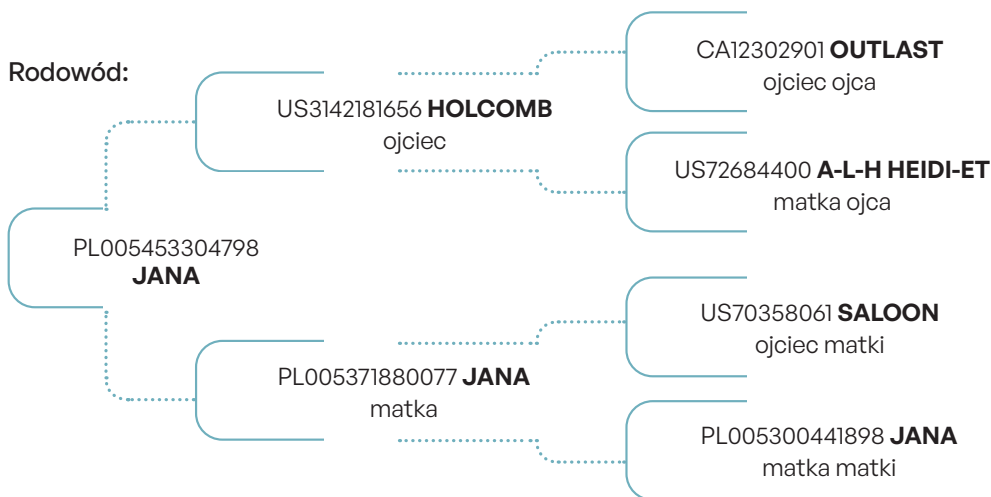 Rodowód:
CA12302901 OUTLAST
ojciec ojca
US3142181656 HOLCOMB
ojciec
US72684400 A-L-H HEIDI-ET
matka ojca
PL005453304798
JANA
US70358061 SALOON
ojciec matki
PL005371880077 JANA
matka
PL005300441898 JANA
matka matki